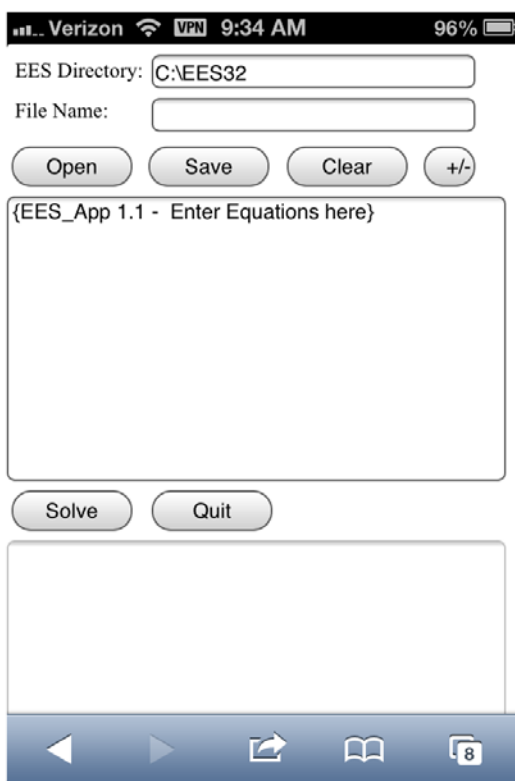 Verizon VPN 9:34 AM 96%
EES Directory: C:\EES32
File Name:
Open Save Clear +/-
{EES_App 1.1 - Enter Equations here}
Solve Quit
8